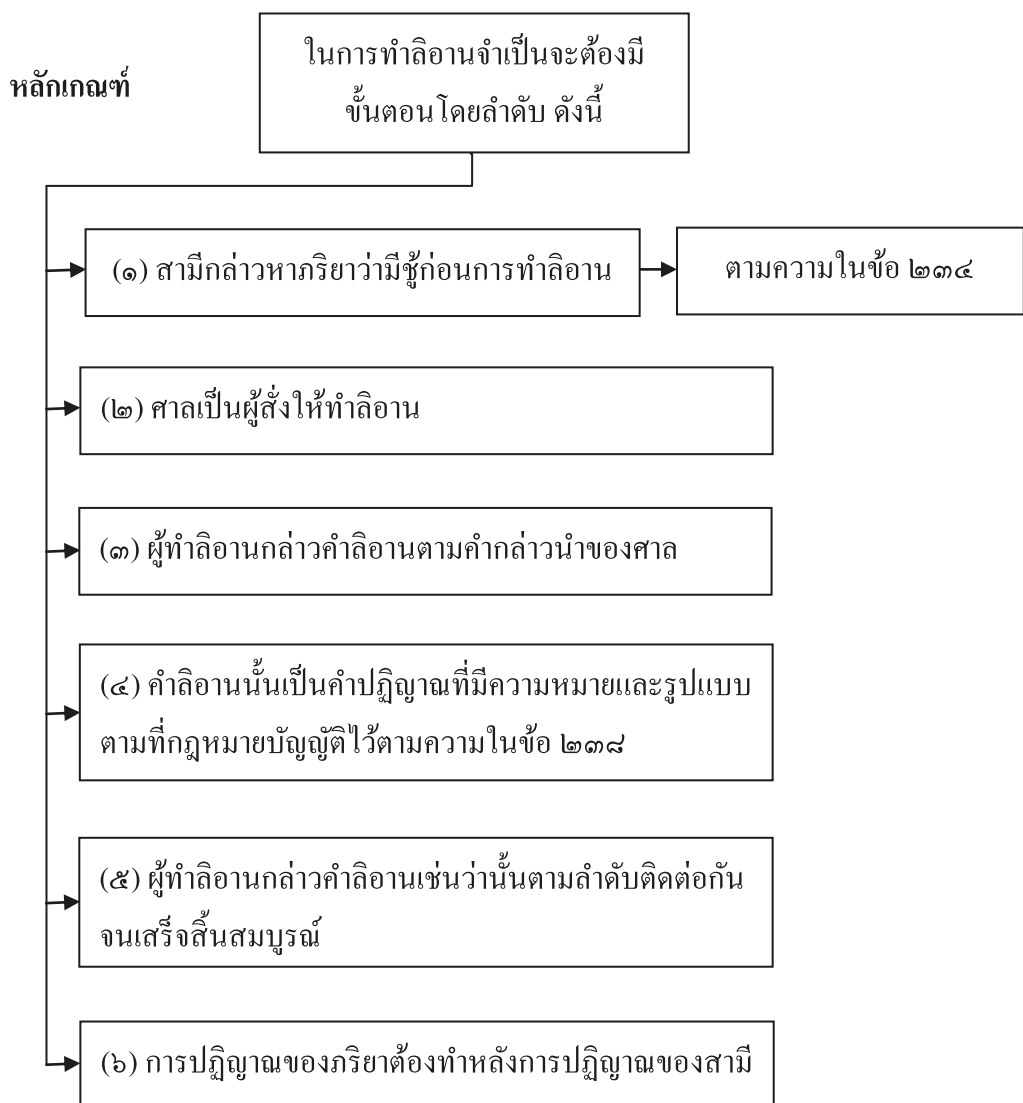 หลักเกณฑ์
ในการทำลิอานจำเป็นจะต้องมี
ขั้นตอนโดยลำดับ ดังนี้
(๑) สามีกล่าวหาภริยาว่ามีชู้ก่อนการทำลิอาน
ตามความในข้อ ๒๓๔
(๒) ศาลเป็นผู้สั่งให้ทำลิอาน
(๓) ผู้ทำลิอานกล่าวคำลิอานตามคำกล่าวนำของศาล
(๔) คำลิอานนั้นเป็นคำปฏิญาณที่มีความหมายและรูปแบบ
ตามที่กฎหมายบัญญัติไว้ตามความในข้อ ๒๓๘
(๕) ผู้ทำลิอานกล่าวคำลิอานเช่นว่านั้นตามลำดับติดต่อกัน
จนเสร็จสิ้นสมบูรณ์
(๖) การปฏิญาณของภริยาต้องทำหลังการปฏิญาณของสามี